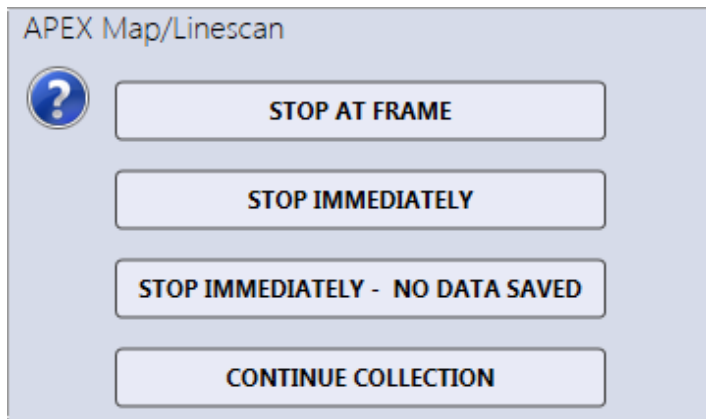 APEX Map/Linescan
?
STOP AT FRAME
STOP IMMEDIATELY
STOP IMMEDIATELY - NO DATA SAVED
CONTINUE COLLECTION